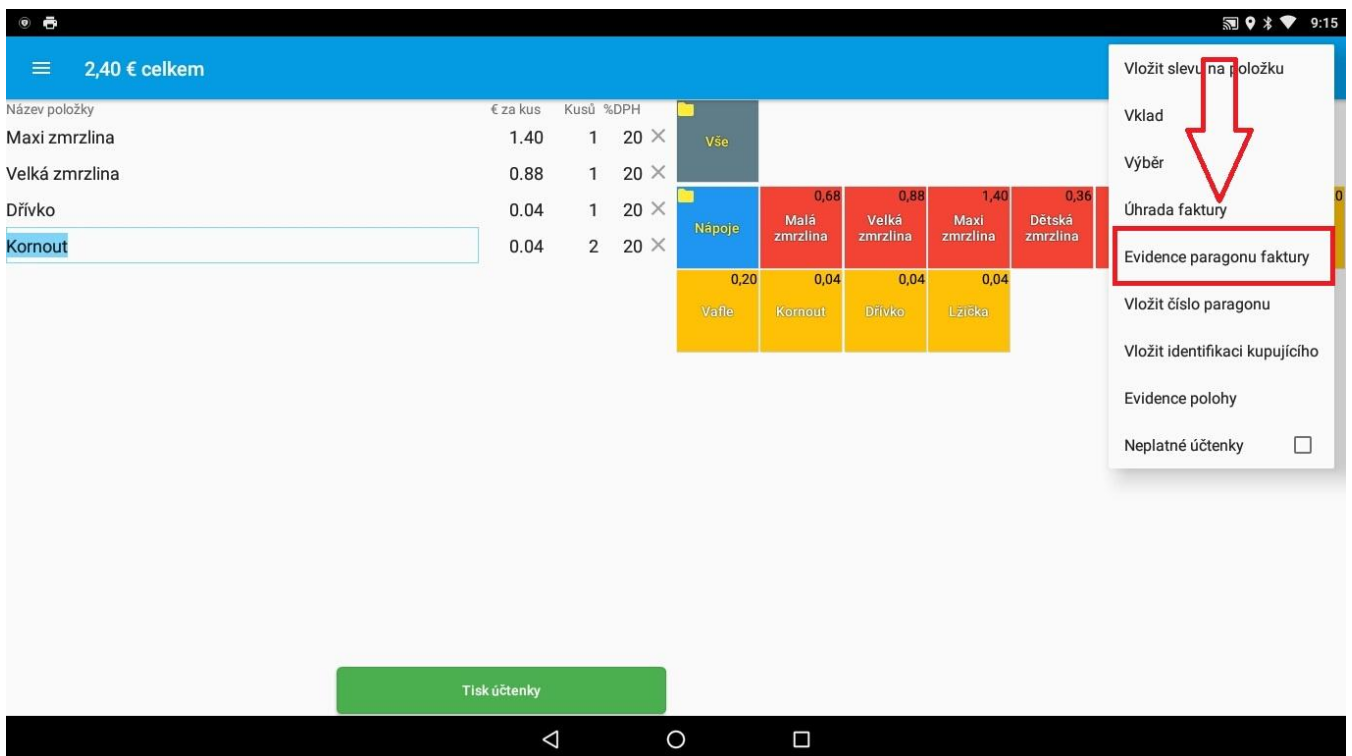 9:15
2,40 € celkem
Název položky € za kus Kusů %DPH
Maxi zmrzlina 1.40 1 20
Velká zmrzlina 0.88 1 20
Dřívko 0.04 1 20
Kornout 0.04 2 20
Vše
Nápoje
0,68
Malá
zmrzlina
0,88
Velká
zmrzlina
1,40
Maxi
zmrzlina
0,36
Dětská
zmrzlina
0
0,20
Vafle
0,04
Kornout
0,04
Dřívko
0,04
Lžička
Vložit slevu na položku
Vklad
Výběr
Úhrada faktury
Evidence paragonu faktury
Vložit číslo paragonu
Vložit identifikaci kupujícího
Evidence polohy
Neplatné účtenky
Tisk účtenky